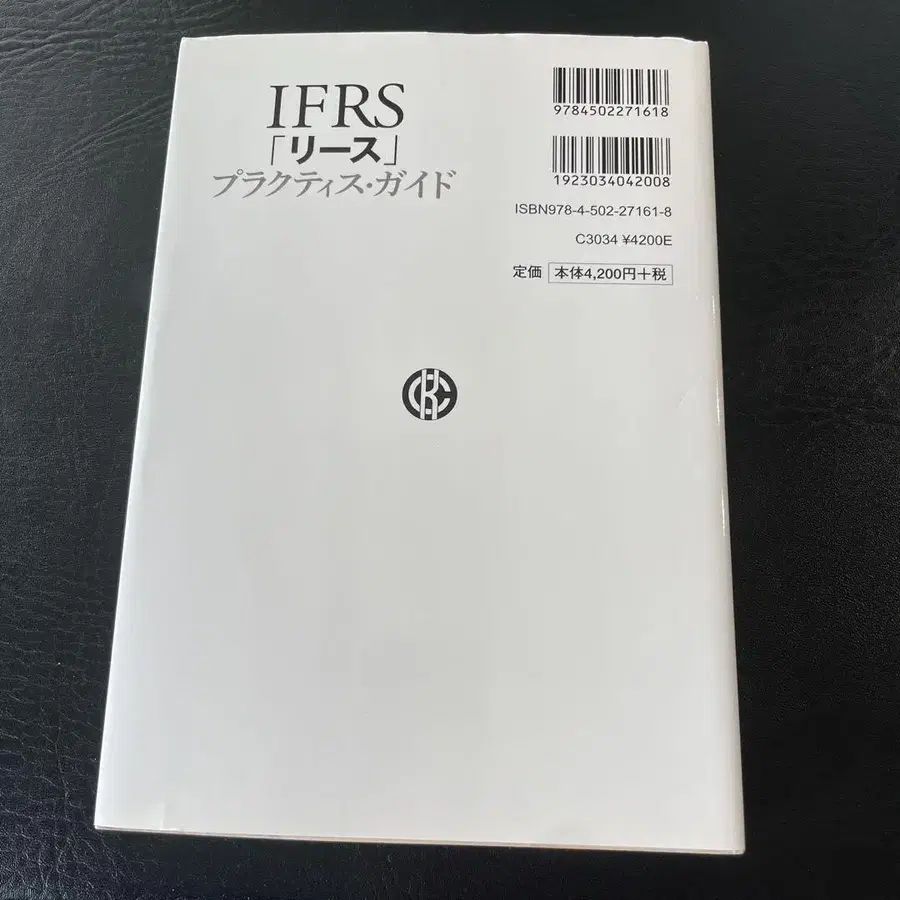 IFRS
「リース」
プラクティス・ガイド
9784502271618
1923034042008
ISBN978-4-502-27161-8
C3034 ¥4200E
定価 本体4,200円+税